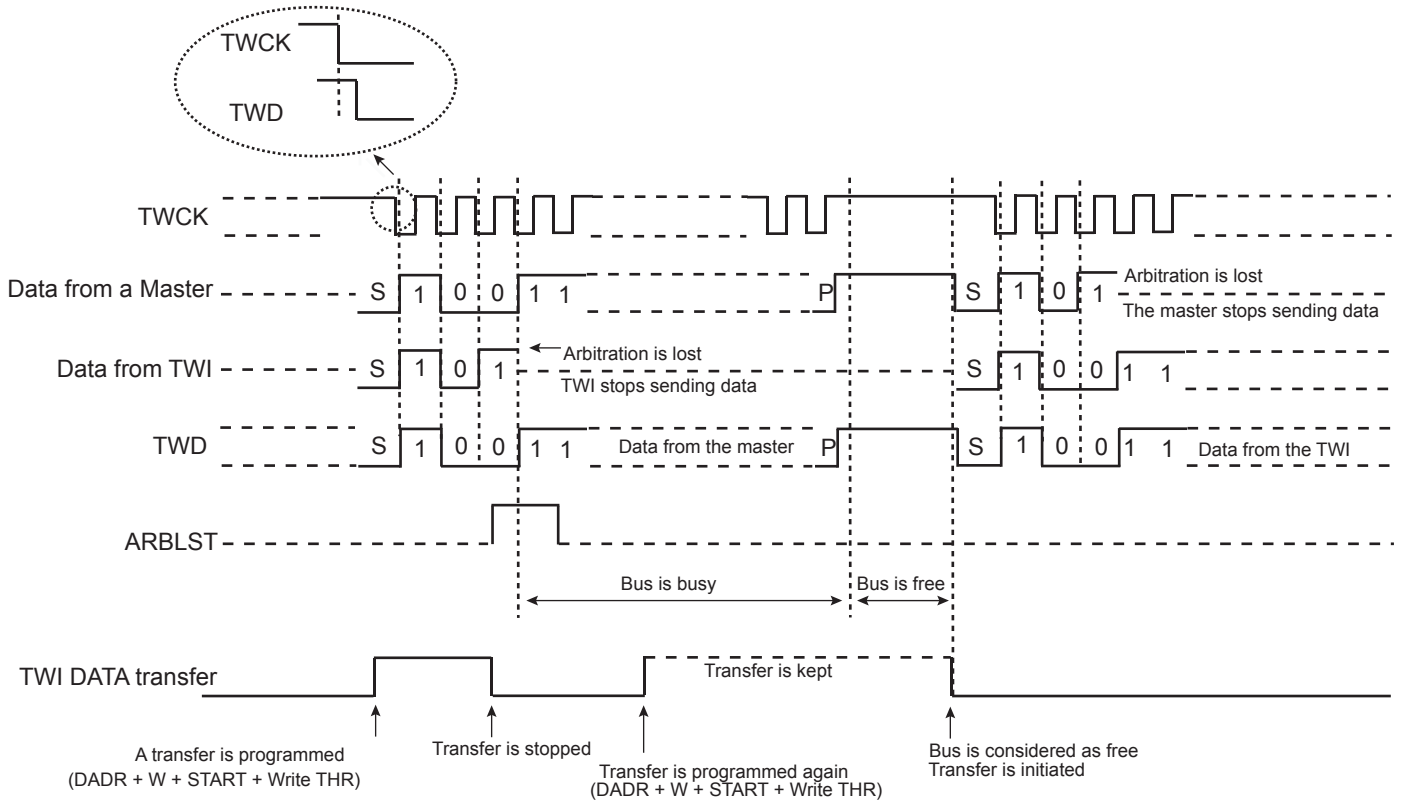 TWCK
TWD
TWCK
Data from a Master
S 1 0 0 1 1
P
S 1 0 1
Arbitration is lost
The master stops sending data
Data from TWI
S 1 0 1
Arbitration is lost
TWI stops sending data
S 1 0 0 1 1
TWD
S 1 0 0 1 1
Data from the master
P
S 1 0 0 1 1
Data from the TWI
ARBLST
Bus is busy
Bus is free
TWI DATA transfer
Transfer is kept
A transfer is programmed
(DADR + W + START + Write THR)
Transfer is stopped
Transfer is programmed again
(DADR + W + START + Write THR)
Bus is considered as free
Transfer is initiated